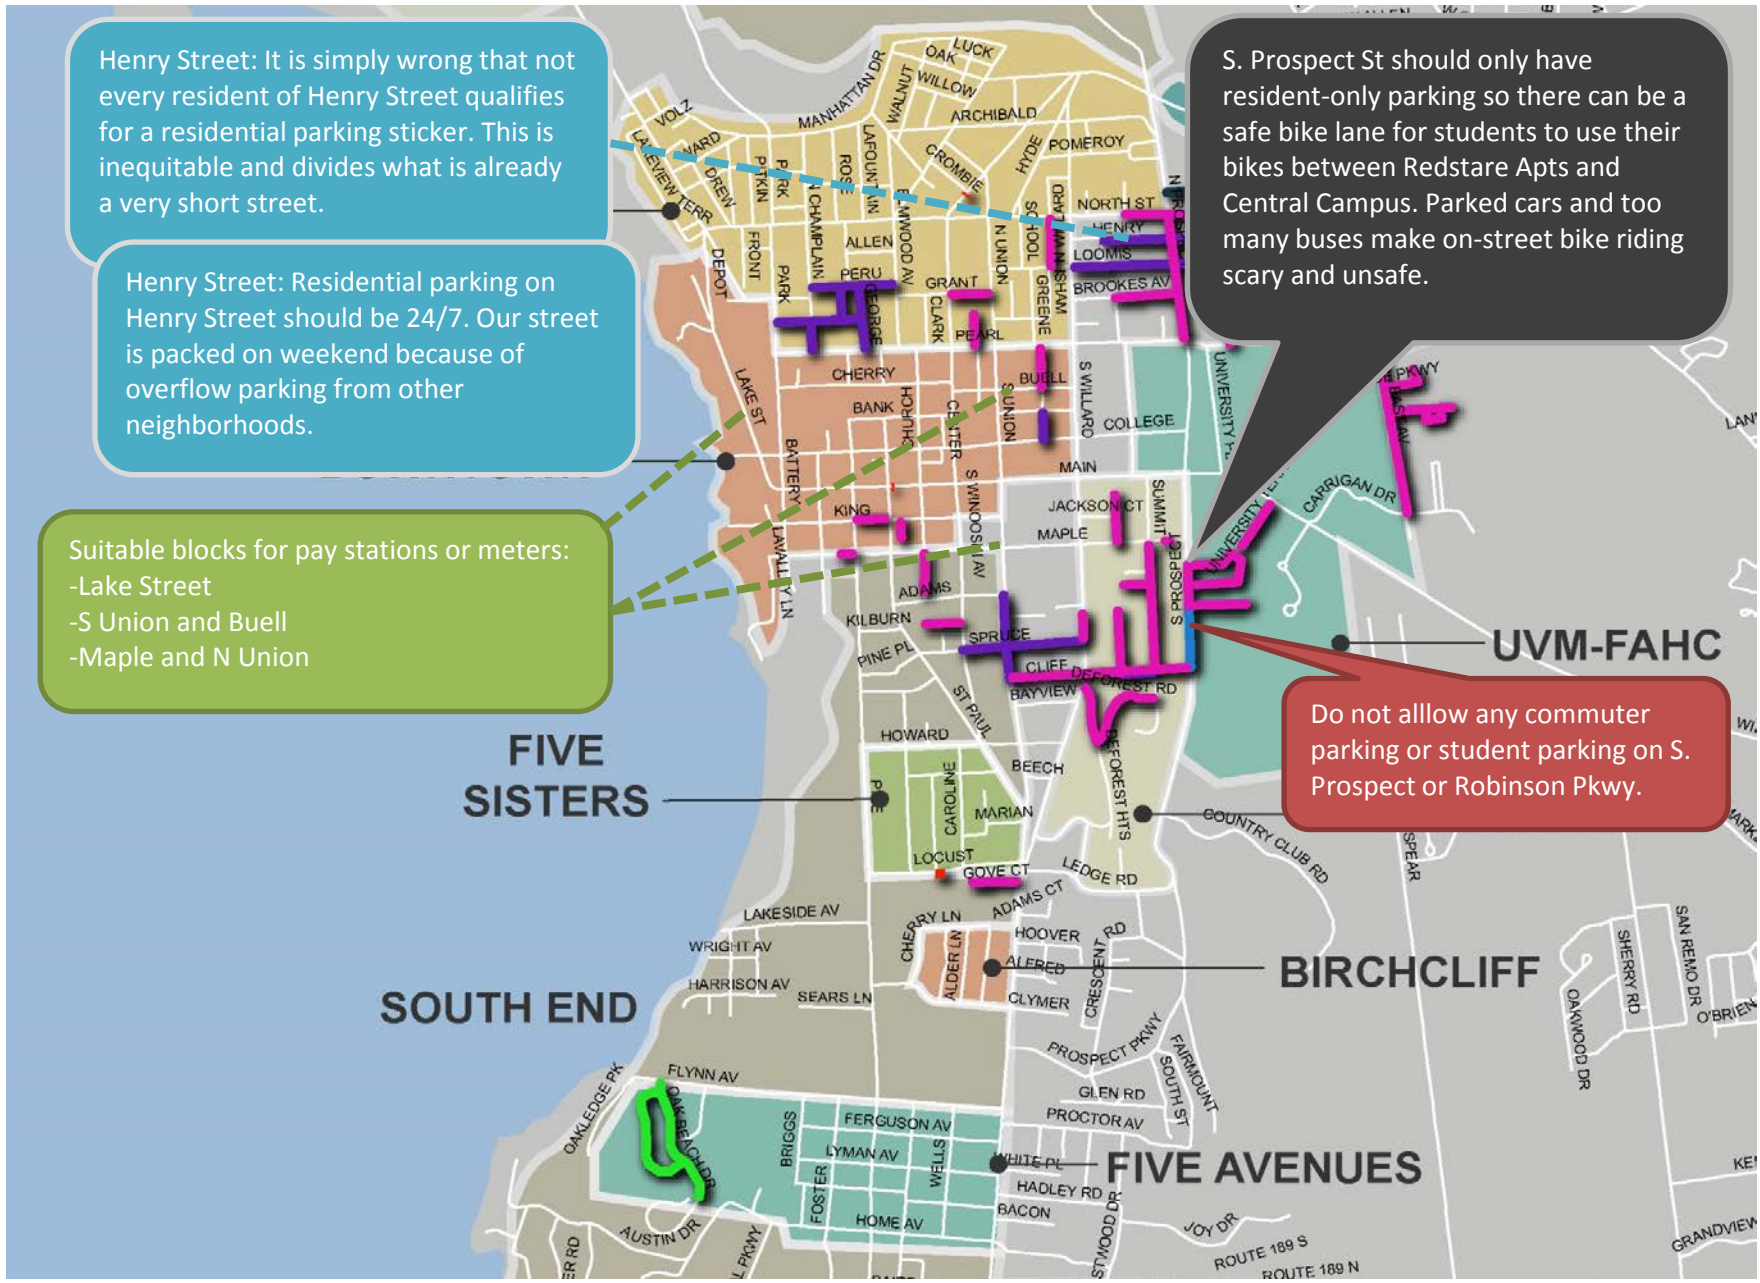 Henry Street: It is simply wrong that not
every resident of Henry Street qualifies
for a residential parking sticker. This is
inequitable and divides what is already
a very short street.
Henry Street: Residential parking on
Henry Street should be 24/7. Our street
is packed on weekend because of
overflow parking from other
neighborhoods.
Suitable blocks for pay stations or meters:
-Lake Street
-S Union and Buell
-Maple and N Union
S. Prospect St should only have
resident-only parking so there can be a
safe bike lane for students to use their
bikes between Redstare Apts and
Central Campus. Parked cars and too
many buses make on-street bike riding
scary and unsafe.
Do not alllow any commuter
parking or student parking on S.
Prospect or Robinson Pkwy.
UVM-FAHC
FIVE
SISTERS
BIRCHCLIFF
SOUTH END
FIVE AVENUES
LUCK
OAK
WILLOW
WALNUT
MANHATTAN DR
ARCHIBALD
VOLZ
WARD
LAKEVIEW TERR
DREW
PITKIN
PARK
N CHAMPLAIN
ROSE
LAFOUNTAIN
ELMWOOD AV
CROMBIE
HYDE
POMEROY
NORTH ST
HENRY
LOOMIS
BROOKES AV
SCHOOL
N UNION
GREENE
ISHAM
ALLEN
FRONT
DEPOT
PARK
PERU
GEORGE
GRANT
CLARK
PEARL
CHERRY
BUELL
LAKE ST
BANK
CHURCH
CENTER
S UNION
S WILLARD
COLLEGE
UNIVERSITY PL
BATTERY
MAIN
S WINOOSKI AV
KING
JACKSON CT
SUMMIT
MAPLE
S PROSPECT
UNIVERSITY TER
CARRIGAN DR
LAVALLEY LN
ADAMS
KILBURN
SPRUCE
PINE PL
CLIFF
DEFOREST RD
BAYVIEW
ST PAUL
HOWARD
BEECH
DEFOREST HTS
CAROLINE
MARIAN
LOCUST
GOVE CT
LEDGE RD
COUNTRY CLUB RD
SPEAR
ADAMS CT
LAKESIDE AV
CHERRY LN
HOOVER
RD
WRIGHT AV
ALDER LN
ALFRED
CRESCENT
HARRISON AV
SEARS LN
CLYMER
SAN REMO DR
SHERRY RD
OAKWOOD DR
O'BRIEN
PROSPECT PKWY
FAIRMOUNT
SOUTH ST
GLEN RD
PROCTOR AV
FLYNN AV
OAKLEDGE PK
OAK BEACH DR
BRIGGS
FERGUSON AV
LYMAN AV
WELLS
WHITE PL
FOSTER
HADLEY RD
HOME AV
BACON
AUSTIN DR
JOY DR
ROUTE 189 S
ROUTE 189 N
GRANDVIEW